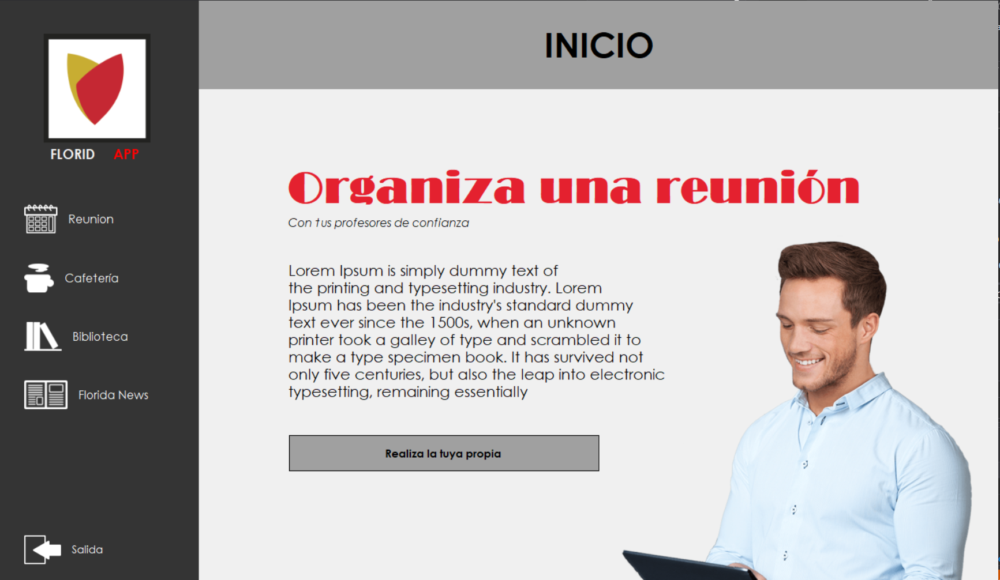 INICIO
FLORID APP
Reunion
Cafetería
Biblioteca
Florida News
Salida
Organiza una reunión
Con tus profesores de confianza
Lorem Ipsum is simply dummy text of
the printing and typesetting industry. Lorem
Ipsum has been the industry's standard dummy
text ever since the 1500s, when an unknown
printer took a galley of type and scrambled it to
make a type specimen book. It has survived not
only five centuries, but also the leap into electronic
typesetting, remaining essentially
Realiza la tuya propia